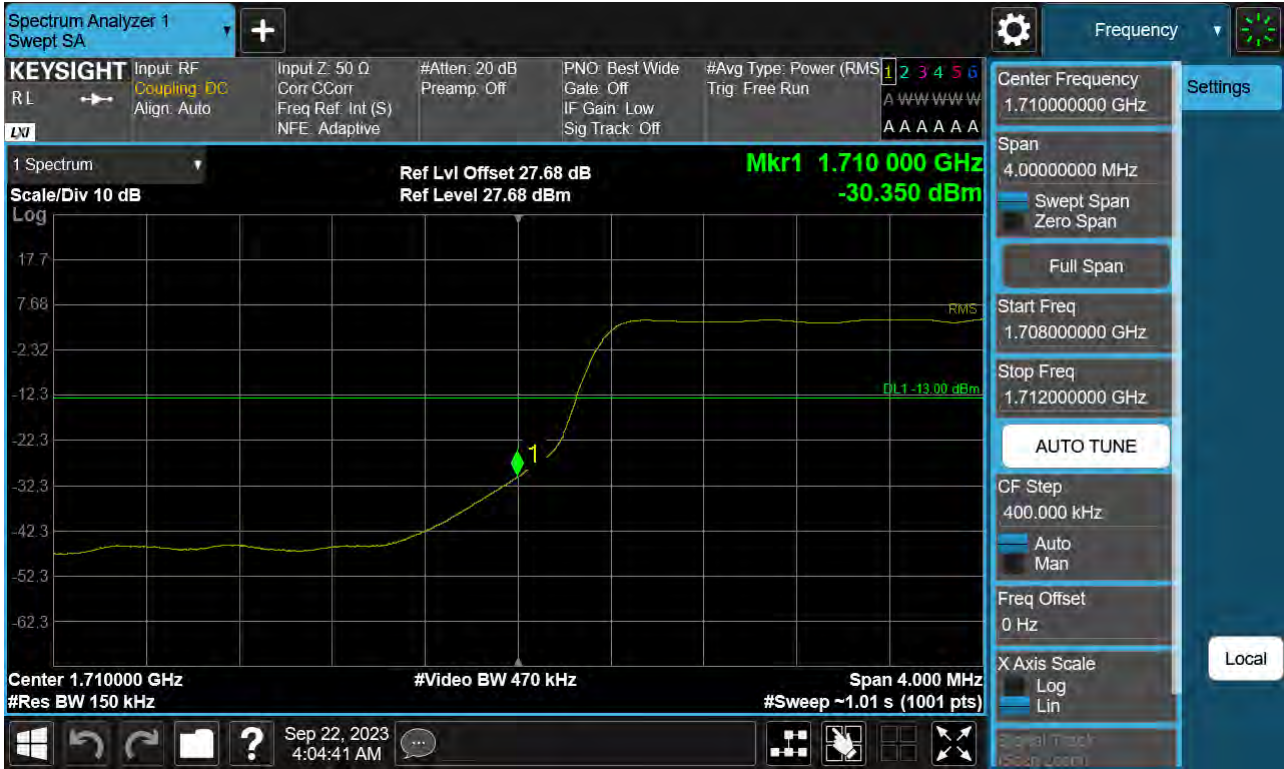 Spectrum Analyzer 1
Swept SA
Frequency
KEYSIGHT
RL
LXI
Input: RF
Coupling: DC
Align: Auto
Input Z: 50 Ω
Corr CCorr
Freq Ref: Int (S)
NFE: Adaptive
#Atten: 20 dB
Preamp: Off
PNO: Best Wide
Gate: Off
IF Gain: Low
Sig Track: Off
#Avg Type: Power (RMS
Trig: Free Run
1 2 3 4 5 6
A W W W W W
A A A A A A
Center Frequency
1.710000000 GHz
Settings
Span
4.00000000 MHz
Swept Span
Zero Span
Full Span
Start Freq
1.708000000 GHz
Stop Freq
1.712000000 GHz
AUTO TUNE
CF Step
400.000 kHz
Auto
Man
Freq Offset
0 Hz
X Axis Scale
Log
Lin
Signal Track
(Span Zoom)
Local
1 Spectrum
Scale/Div 10 dB
Log
Ref Lvl Offset 27.68 dB
Ref Level 27.68 dBm
Mkr1 1.710 000 GHz
-30.350 dBm
17.7
7.68
-2.32
-12.3
-22.3
-32.3
-42.3
-52.3
-62.3
RMS
DL1 -13.00 dBm
1
Center 1.710000 GHz
#Res BW 150 kHz
#Video BW 470 kHz
Span 4.000 MHz
#Sweep ~1.01 s (1001 pts)
?
Sep 22, 2023
4:04:41 AM